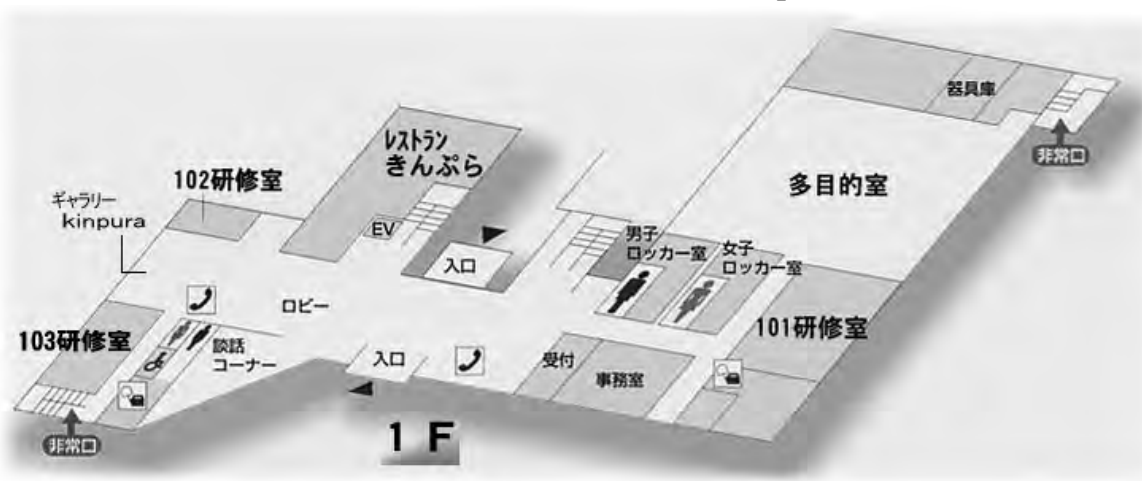 器具庫
非常口
レストラン
きんぷら
102研修室
多目的室
ギャラリー
kinpura
EV
男子
ロッカー室
女子
ロッカー室
入口
ロビー
101研修室
103研修室
談話
コーナー
入口
受付
事務室
非常口
1 F